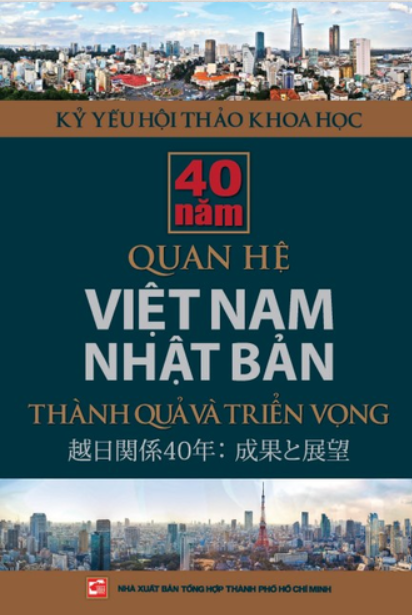 KỶ YẾU HỘI THẢO KHOA HỌC
40
năm
QUAN HỆ
VIỆT NAM
NHẬT BẢN
THÀNH QUẢ VÀ TRIỂN VỌNG
越日関係40年：成果と展望
NHÀ XUẤT BẢN TỔNG HỢP THÀNH PHỐ HỒ CHÍ MINH